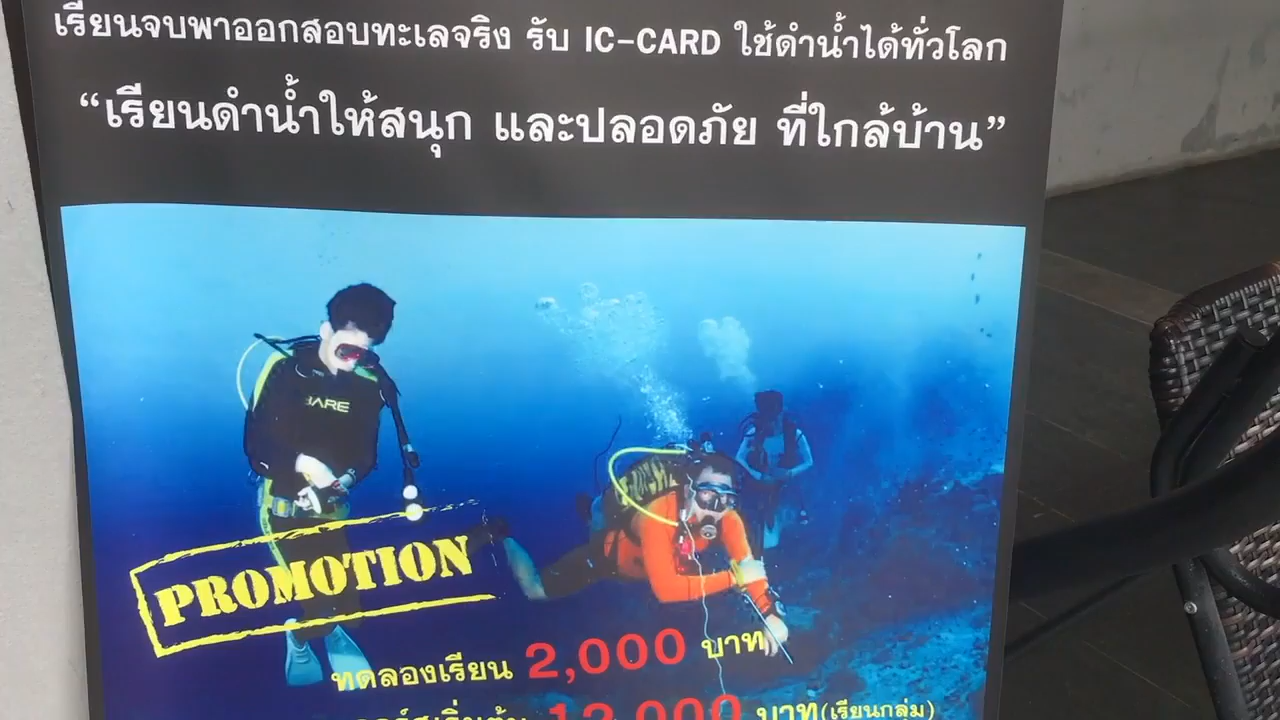 เรียนจบพาออกสอบทะเลจริง รับ IC-CARD ใช้ดำน้ำได้ทั่วโลก
“เรียนดำน้ำให้สนุก และปลอดภัย ที่ใกล้บ้าน”
PROMOTION
ทดลองเรียน 2,000 บาท
12,000 บาท(เรียนกลุ่ม)